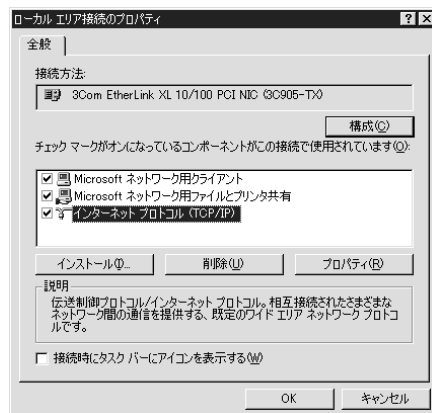 ローカル エリア接続のプロパティ
全般
接続方法:
3Com EtherLink XL 10/100 PCI NIC (3C905-TX)
構成(C)
チェック マークがオンになっているコンポーネントがこの接続で使用されています(O):
Microsoft ネットワーク用クライアント
Microsoft ネットワーク用ファイルとプリンタ共有
インターネット プロトコル (TCP/IP)
インストール(I)... 削除(U) プロパティ(R)
説明
伝送制御プロトコル/インターネット プロトコル。相互接続されたさまざまな
ネットワーク間の通信を提供する、既定のワイド エリア ネットワーク プロトコ
ルです。
接続時にタスク バーにアイコンを表示する(W)
OK キャンセル